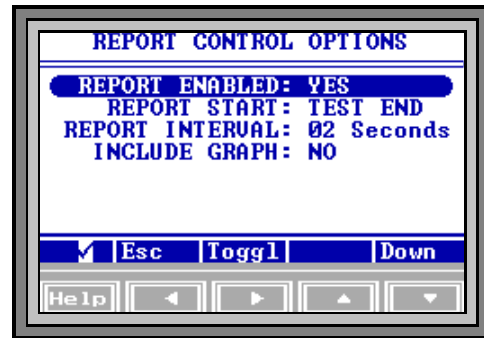 REPORT CONTROL OPTIONS
REPORT ENABLED: YES
REPORT START: TEST END
REPORT INTERVAL: 02 Seconds
INCLUDE GRAPH: NO
Esc Toggl Down
Help